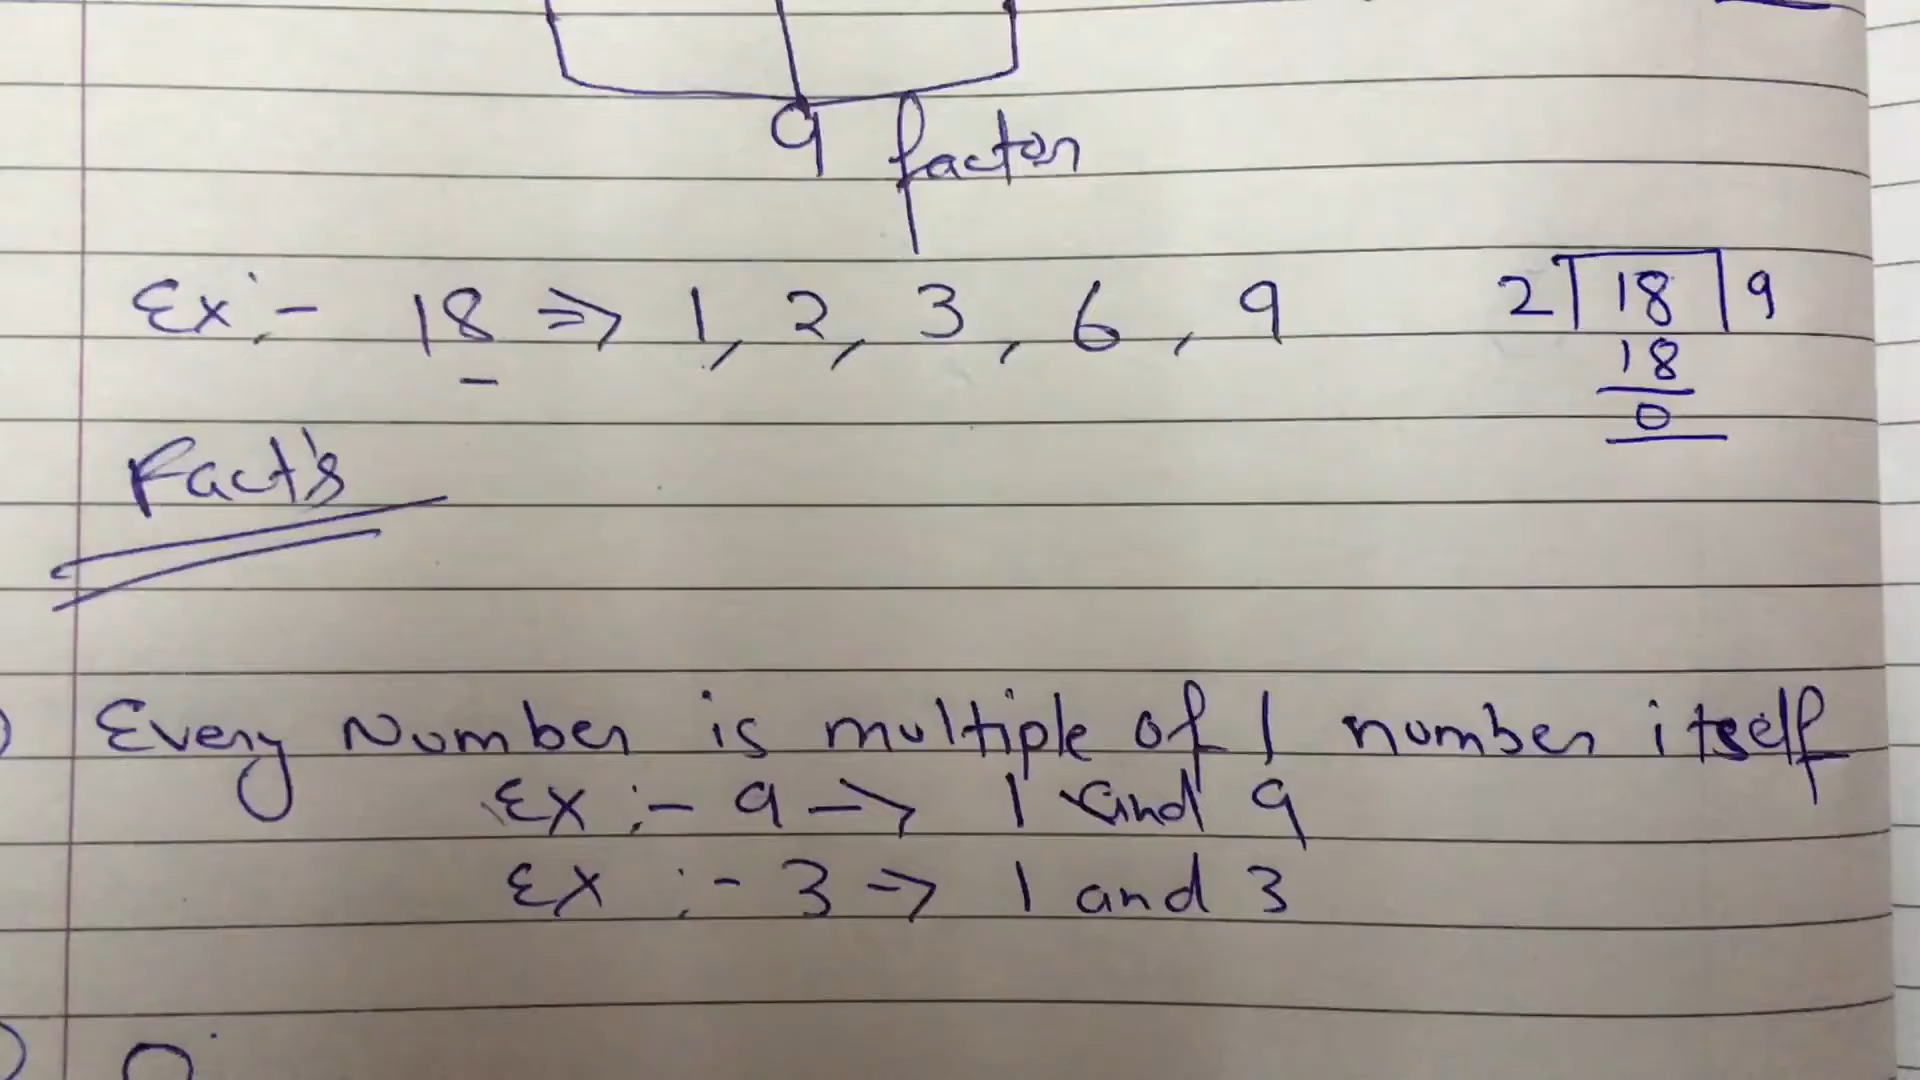 9 factor
Ex:- 18 => 1, 2, 3, 6, 9
2 18 9
18
0
Fact's
Every Number is multiple of 1 number itself
Ex:- 9 -> 1 and 9
Ex:- 3 -> 1 and 3